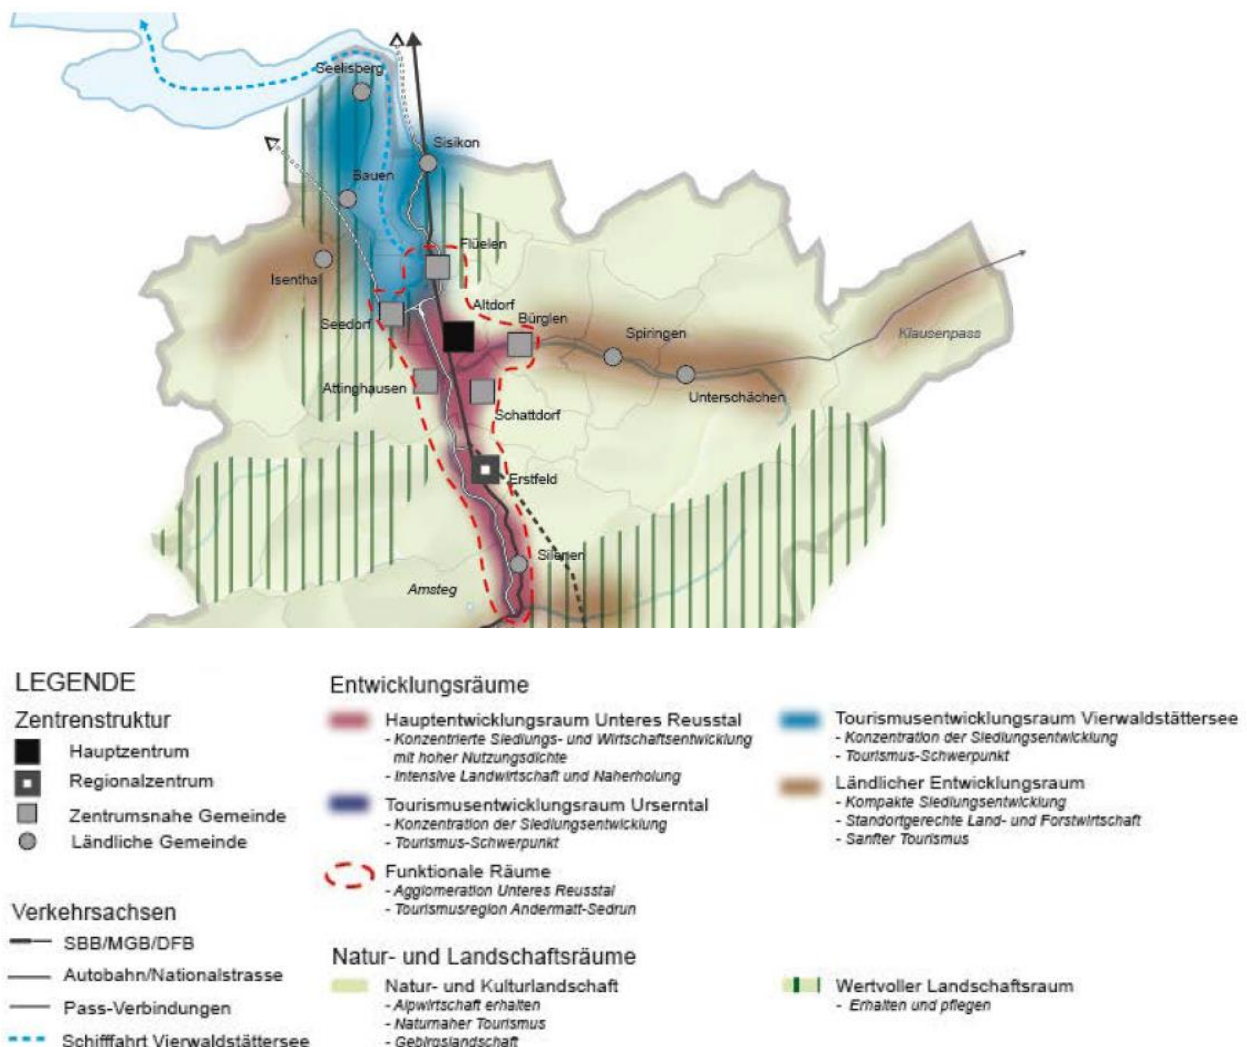 Seelisberg
Sisikon
Bauen
Flüelen
Isenthal
Altdorf
Seedorf
Bürglen
Spiringen
Klausenpass
Attinghausen
Unterschächen
Schattdorf
Erstfeld
Silenen
Amsteg
LEGENDE
Zentrenstruktur
Hauptzentrum
Regionalzentrum
Zentrumsnahe Gemeinde
Ländliche Gemeinde
Verkehrsachsen
SBB/MGB/DFB
Autobahn/Nationalstrasse
Pass-Verbindungen
Schifffahrt Vierwaldstättersee
Entwicklungsräume
Hauptentwicklungsraum Unteres Reusstal
- Konzentrierte Siedlungs- und Wirtschaftsentwicklung
mit hoher Nutzungsdichte
- Intensive Landwirtschaft und Naherholung
Tourismusentwicklungsraum Urserntal
- Konzentration der Siedlungsentwicklung
- Tourismus-Schwerpunkt
Funktionale Räume
- Agglomeration Unteres Reusstal
- Tourismusregion Andermatt-Sedrun
Tourismusentwicklungsraum Vierwaldstättersee
- Konzentration der Siedlungsentwicklung
- Tourismus-Schwerpunkt
Ländlicher Entwicklungsraum
- Kompakte Siedlungsentwicklung
- Standortgerechte Land- und Forstwirtschaft
- Sanfter Tourismus
Natur- und Landschaftsräume
Natur- und Kulturlandschaft
- Alpwirtschaft erhalten
- Naturnaher Tourismus
- Gebirgslandschaft
Wertvoller Landschaftsraum
- Erhalten und pflegen